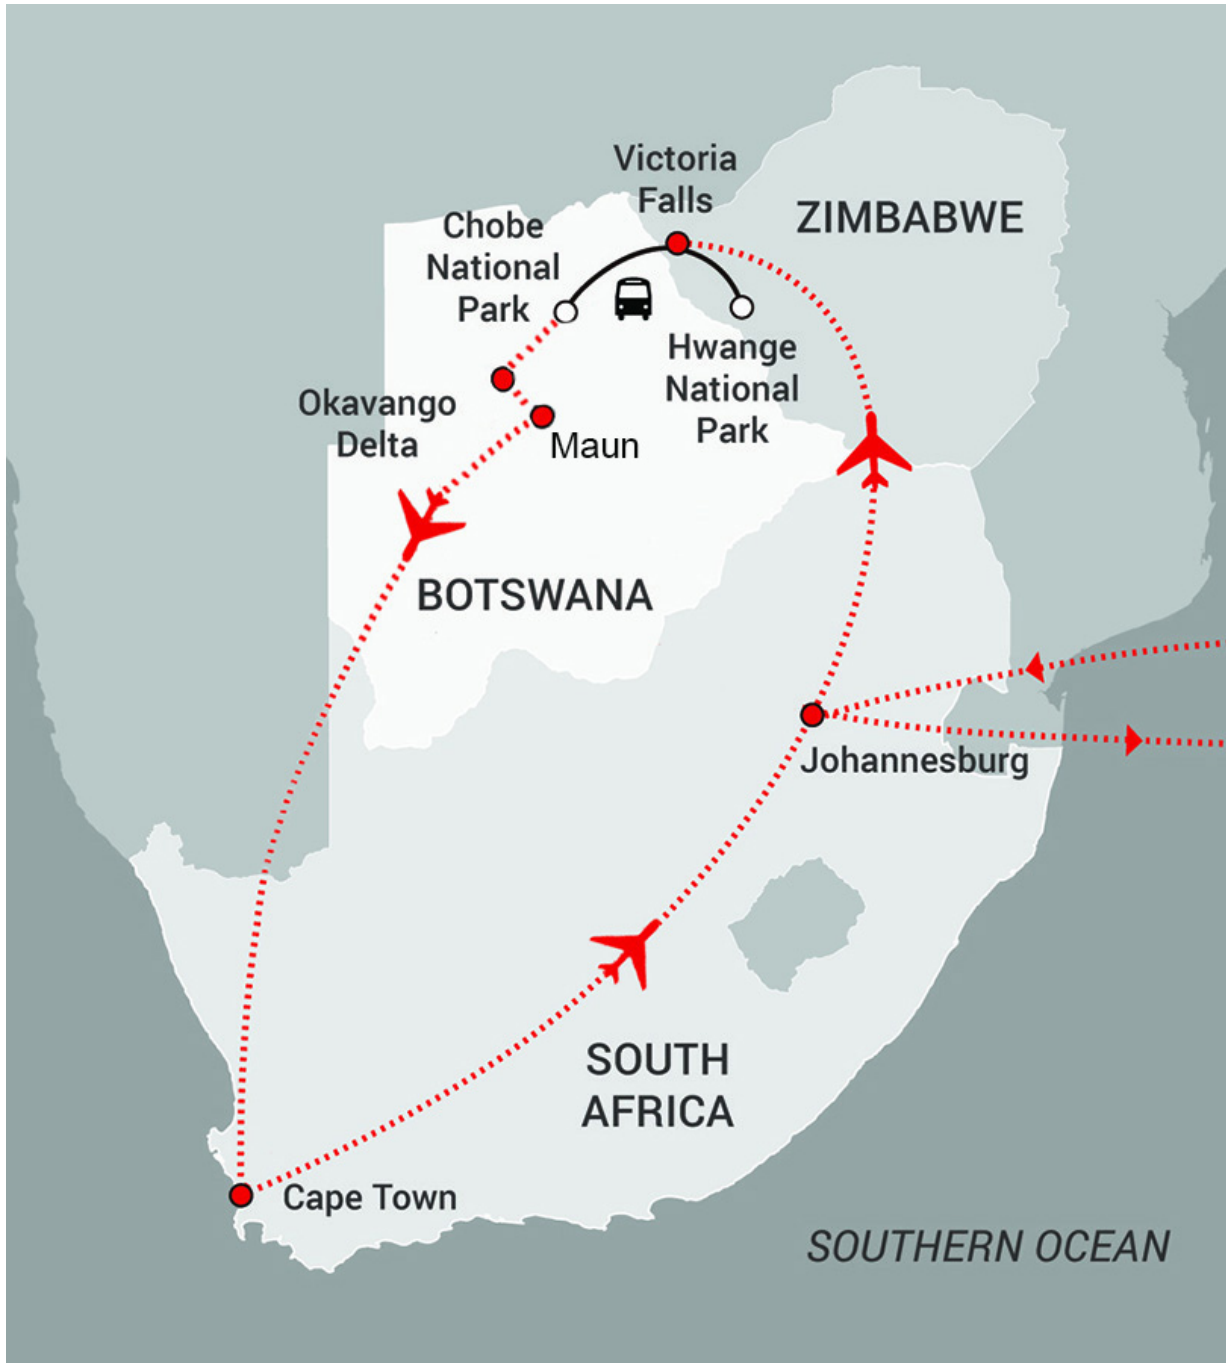 Victoria
Falls
ZIMBABWE
Chobe
National
Park
Hwange
National
Park
Okavango
Delta
Maun
BOTSWANA
Johannesburg
SOUTH
AFRICA
Cape Town
SOUTHERN OCEAN